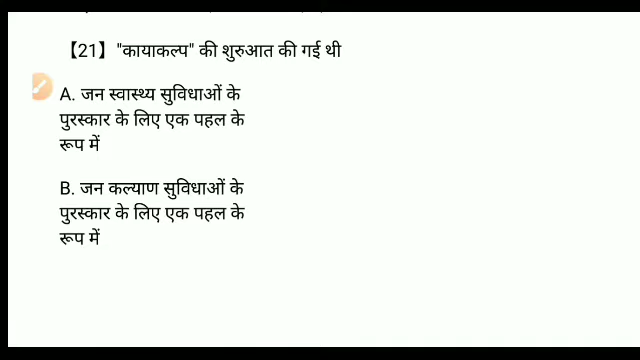 【21】 "कायाकल्प" की शुरुआत की गई थी
A. जन स्वास्थ्य सुविधाओं के
पुरस्कार के लिए एक पहल के
रूप में
B. जन कल्याण सुविधाओं के
पुरस्कार के लिए एक पहल के
रूप में